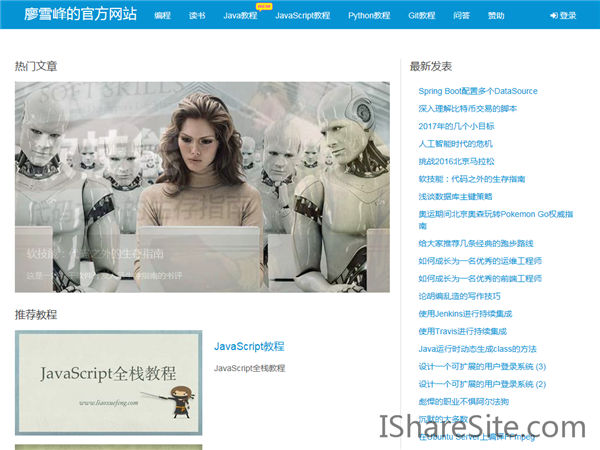 廖雪峰的官方网站
编程
读书
Java教程
JavaScript教程
Python教程
Git教程
问答
赞助
登录
热门文章
SOFT SKILLS
软技能
代码之外的生存指南
软技能:代码之外的生存指南
推荐教程
JavaScript全栈教程
www.liaoxuefeng.com
JavaScript教程
JavaScript全栈教程
最新发表
Spring Boot配置多个DataSource
深入理解比特币交易的脚本
2017年的几个小目标
人工智能时代的危机
挑战2016北京马拉松
软技能:代码之外的生存指南
浅谈数据库主键策略
奥运期间北京奥森玩转Pokemon Go权威指
南
给大家推荐几条经典的跑步路线
如何成长为一名优秀的运维工程师
如何成长为一名优秀的前端工程师
论胡编乱造的写作技巧
使用Jenkins进行持续集成
使用Travis进行持续集成
Java运行时动态生成class的方法
设计一个可扩展的用户登录系统 (3)
设计一个可扩展的用户登录系统 (2)
彪悍的职业不惧阿尔法狗
沉默的大多数
在Ubuntu Server上编译FFmpeg
IShareSite.com